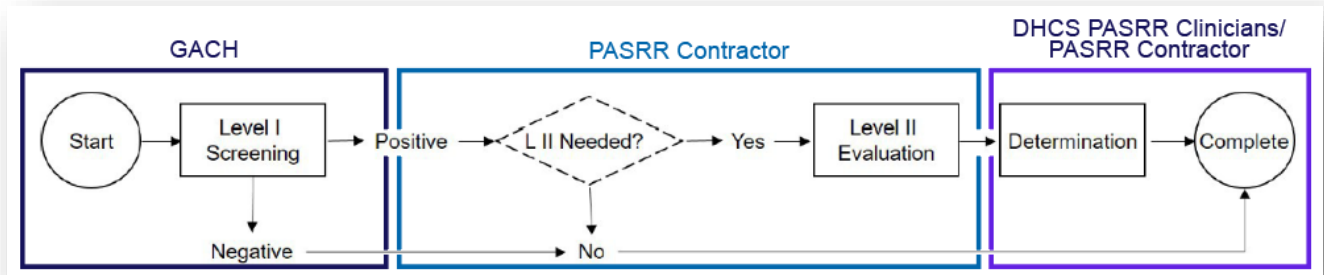 GACH
PASRR Contractor
DHCS PASRR Clinicians/
PASRR Contractor
Start
Level I
Screening
Positive
L II Needed?
Yes
Level II
Evaluation
Determination
Complete
Negative
No